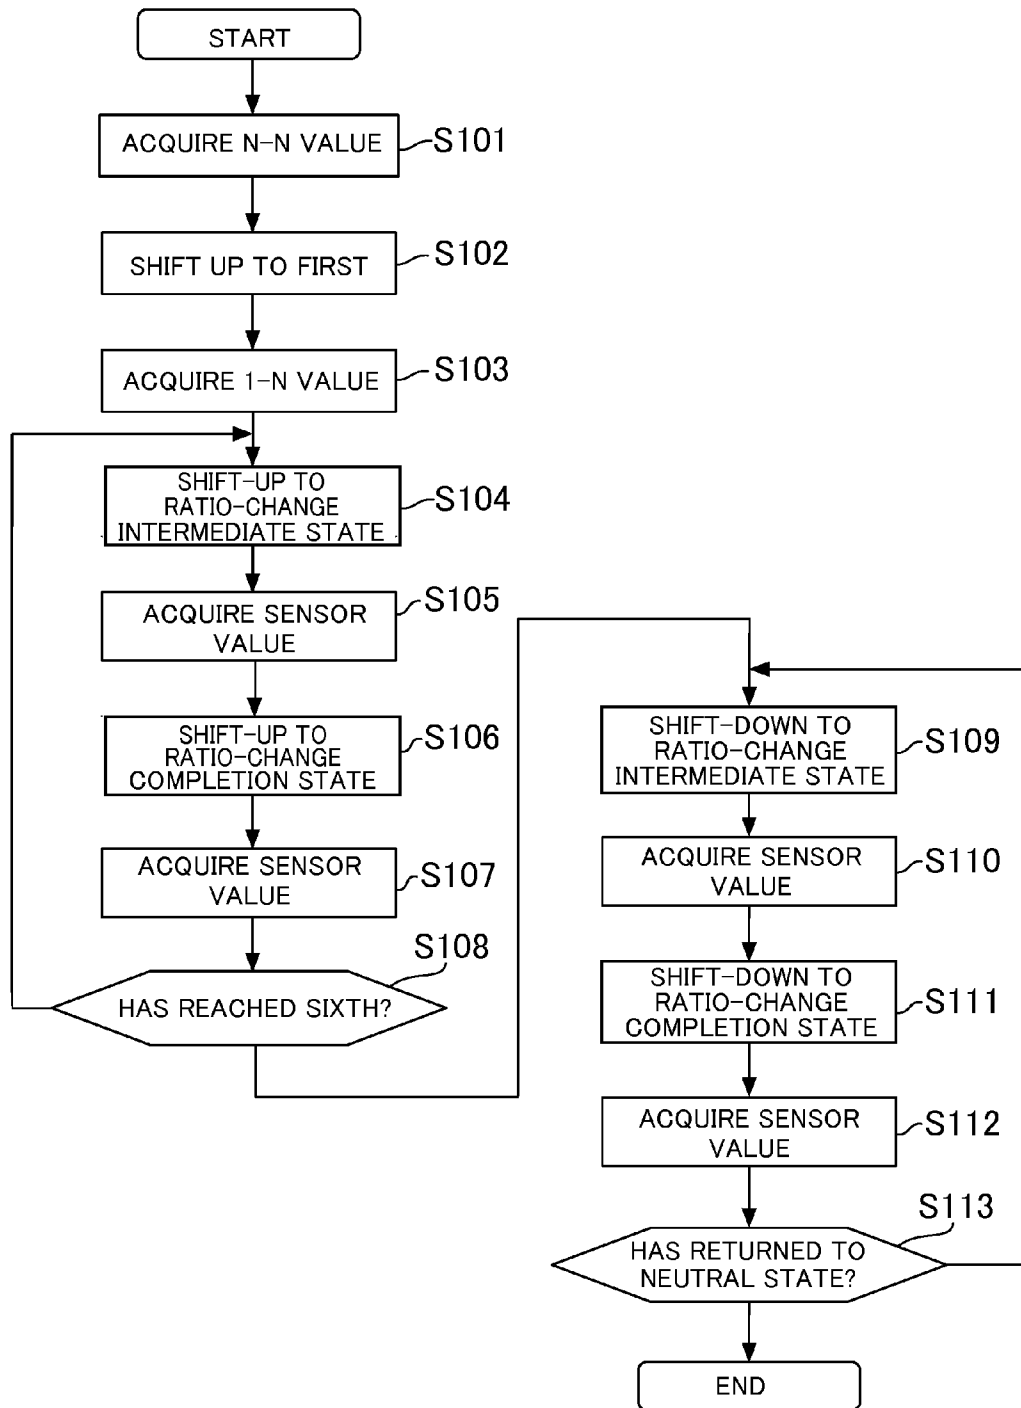 START
ACQUIRE N-N VALUE
S101
SHIFT UP TO FIRST
S102
ACQUIRE 1-N VALUE
S103
SHIFT-UP TO
RATIO-CHANGE
INTERMEDIATE STATE
S104
ACQUIRE SENSOR
VALUE
S105
SHIFT-UP TO
RATIO-CHANGE
COMPLETION STATE
S106
ACQUIRE SENSOR
VALUE
S107
HAS REACHED SIXTH?
S108
SHIFT-DOWN TO
RATIO-CHANGE
INTERMEDIATE STATE
S109
ACQUIRE SENSOR
VALUE
S110
SHIFT-DOWN TO
RATIO-CHANGE
COMPLETION STATE
S111
ACQUIRE SENSOR
VALUE
S112
HAS RETURNED TO
NEUTRAL STATE?
S113
END